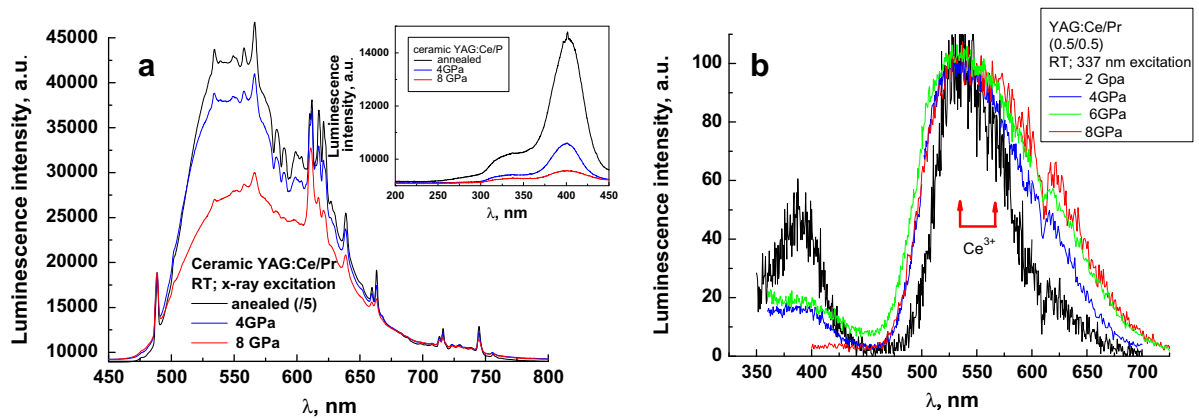 a
Luminescence intensity, a.u.
45000
40000
35000
30000
25000
20000
15000
10000
450 500 550 600 650 700 750 800
λ, nm
Ceramic YAG:Ce/Pr
RT; x-ray excitation
anealed (/5)
4GPa
8 GPa
Luminescence
intensity, a.u.
14000
12000
10000
200 250 300 350 400 450
λ, nm
ceramic YAG:Ce/P
annealed
4GPa
8 GPa
b
Luminescence intensity, a.u.
100
80
60
40
20
0
350 400 450 500 550 600 650 700
λ, nm
Ce3+
YAG:Ce/Pr
(0.5/0.5)
RT; 337 nm excitation
2 Gpa
4GPa
6GPa
8GPa